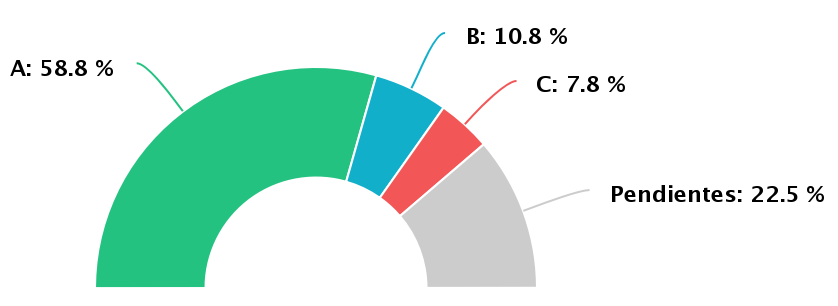 B: 10.8 %
A: 58.8 %
C: 7.8 %
Pendientes: 22.5 %